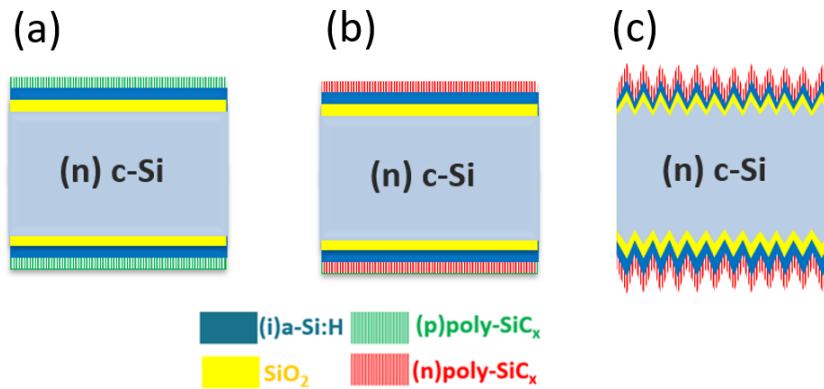 (a)
(b)
(c)
(n) c-Si
(n) c-Si
(n) c-Si
(i)a-Si:H
(p)poly-SiCₓ
SiO₂
(n)poly-SiCₓ